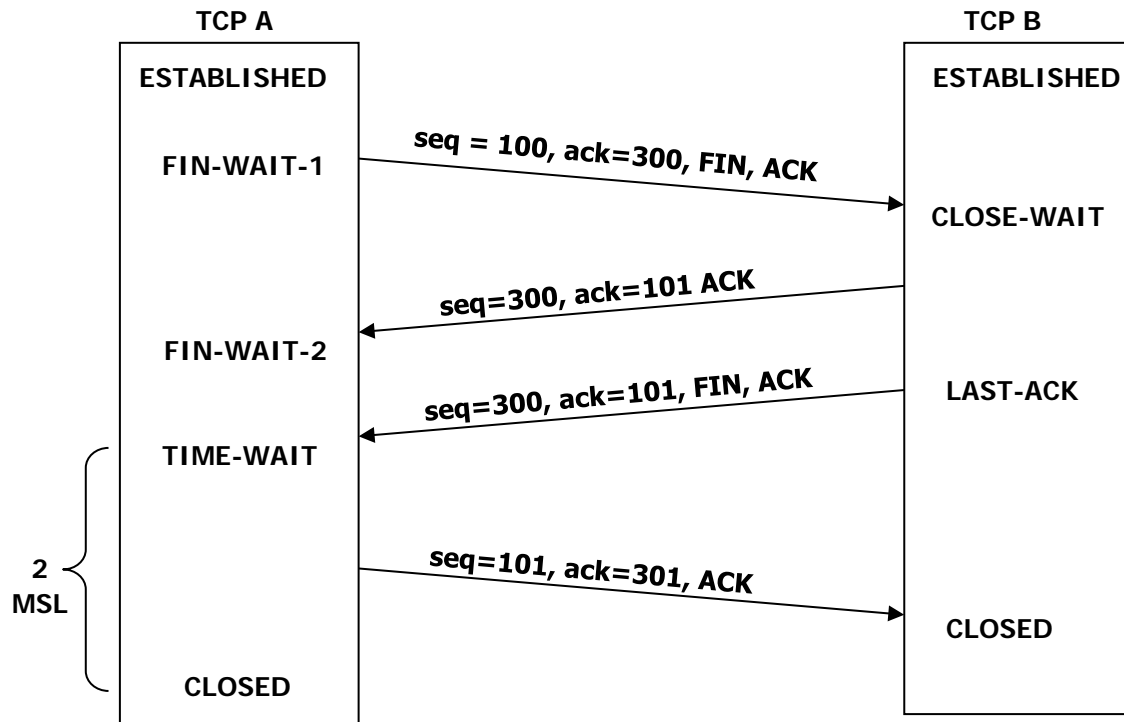 TCP A
TCP B
ESTABLISHED
ESTABLISHED
seq = 100, ack=300, FIN, ACK
FIN-WAIT-1
CLOSE-WAIT
seq=300, ack=101 ACK
FIN-WAIT-2
seq=300, ack=101, FIN, ACK
LAST-ACK
TIME-WAIT
seq=101, ack=301, ACK
2
MSL
CLOSED
CLOSED